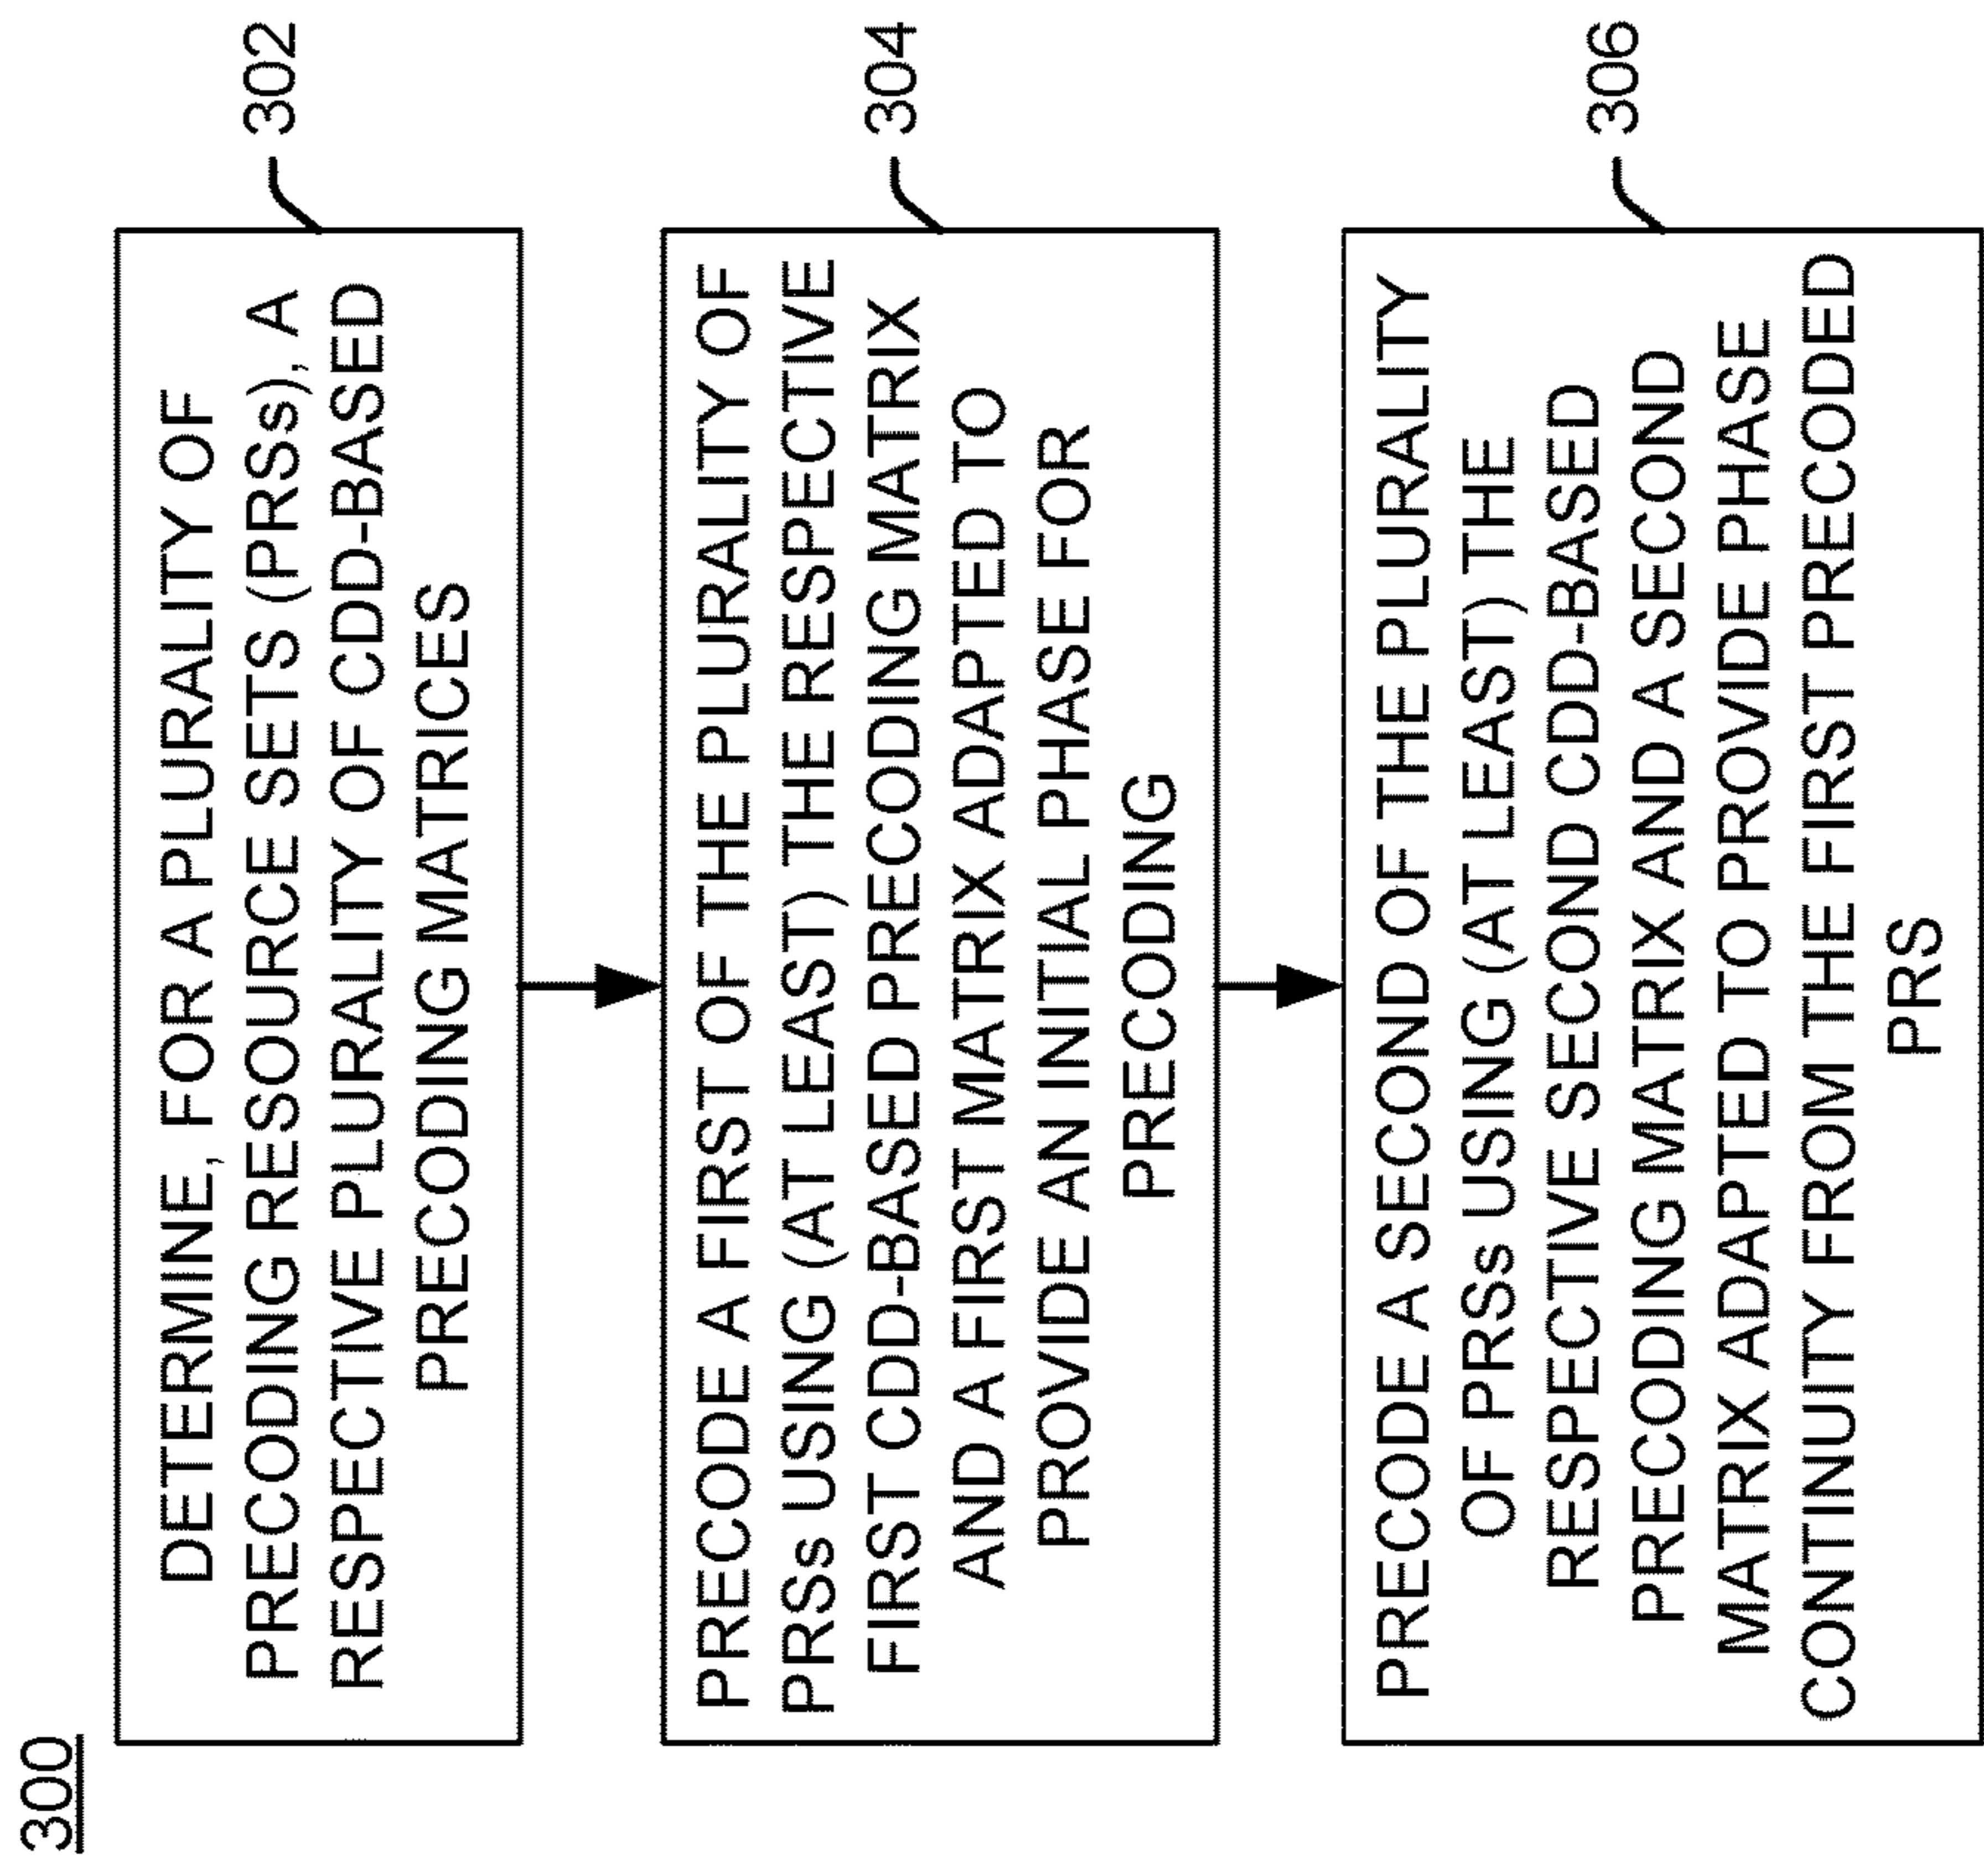 300
DETERMINE, FOR A PLURALITY OF
PRECODING RESOURCE SETS (PRSs), A
RESPECTIVE PLURALITY OF CDD-BASED
PRECODING MATRICES
302
PRECODE A FIRST OF THE PLURALITY OF
PRSs USING (AT LEAST) THE RESPECTIVE
FIRST CDD-BASED PRECODING MATRIX
AND A FIRST MATRIX ADAPTED TO
PROVIDE AN INITIAL PHASE FOR
PRECODING
304
PRECODE A SECOND OF THE PLURALITY
OF PRSs USING (AT LEAST) THE
RESPECTIVE SECOND CDD-BASED
PRECODING MATRIX AND A SECOND
MATRIX ADAPTED TO PROVIDE PHASE
CONTINUITY FROM THE FIRST PRECODED
PRS
306